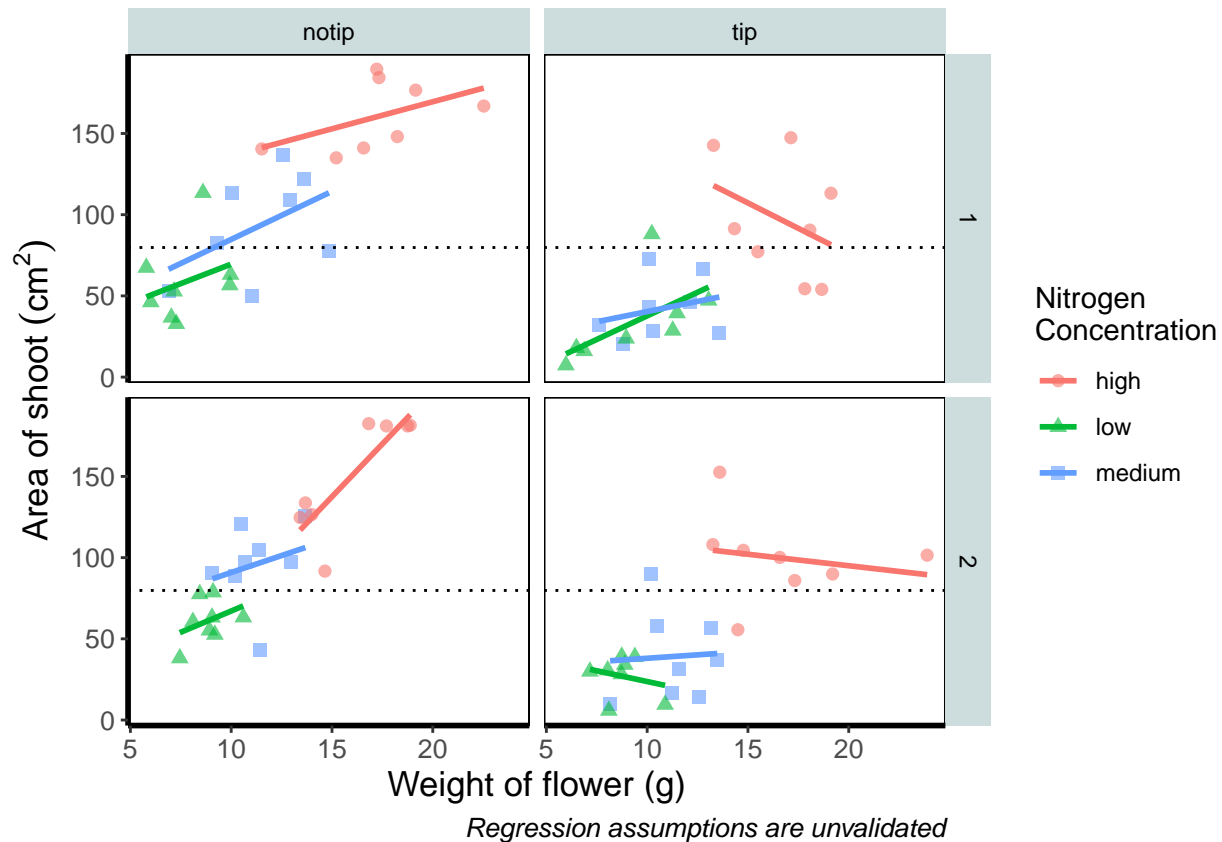 notip
tip
1
2
150
100
50
0
150
100
50
0
5
10
15
20
5
10
15
20
Area of shoot (cm²)
Weight of flower (g)
Regression assumptions are unvalidated
Nitrogen
Concentration
high
low
medium